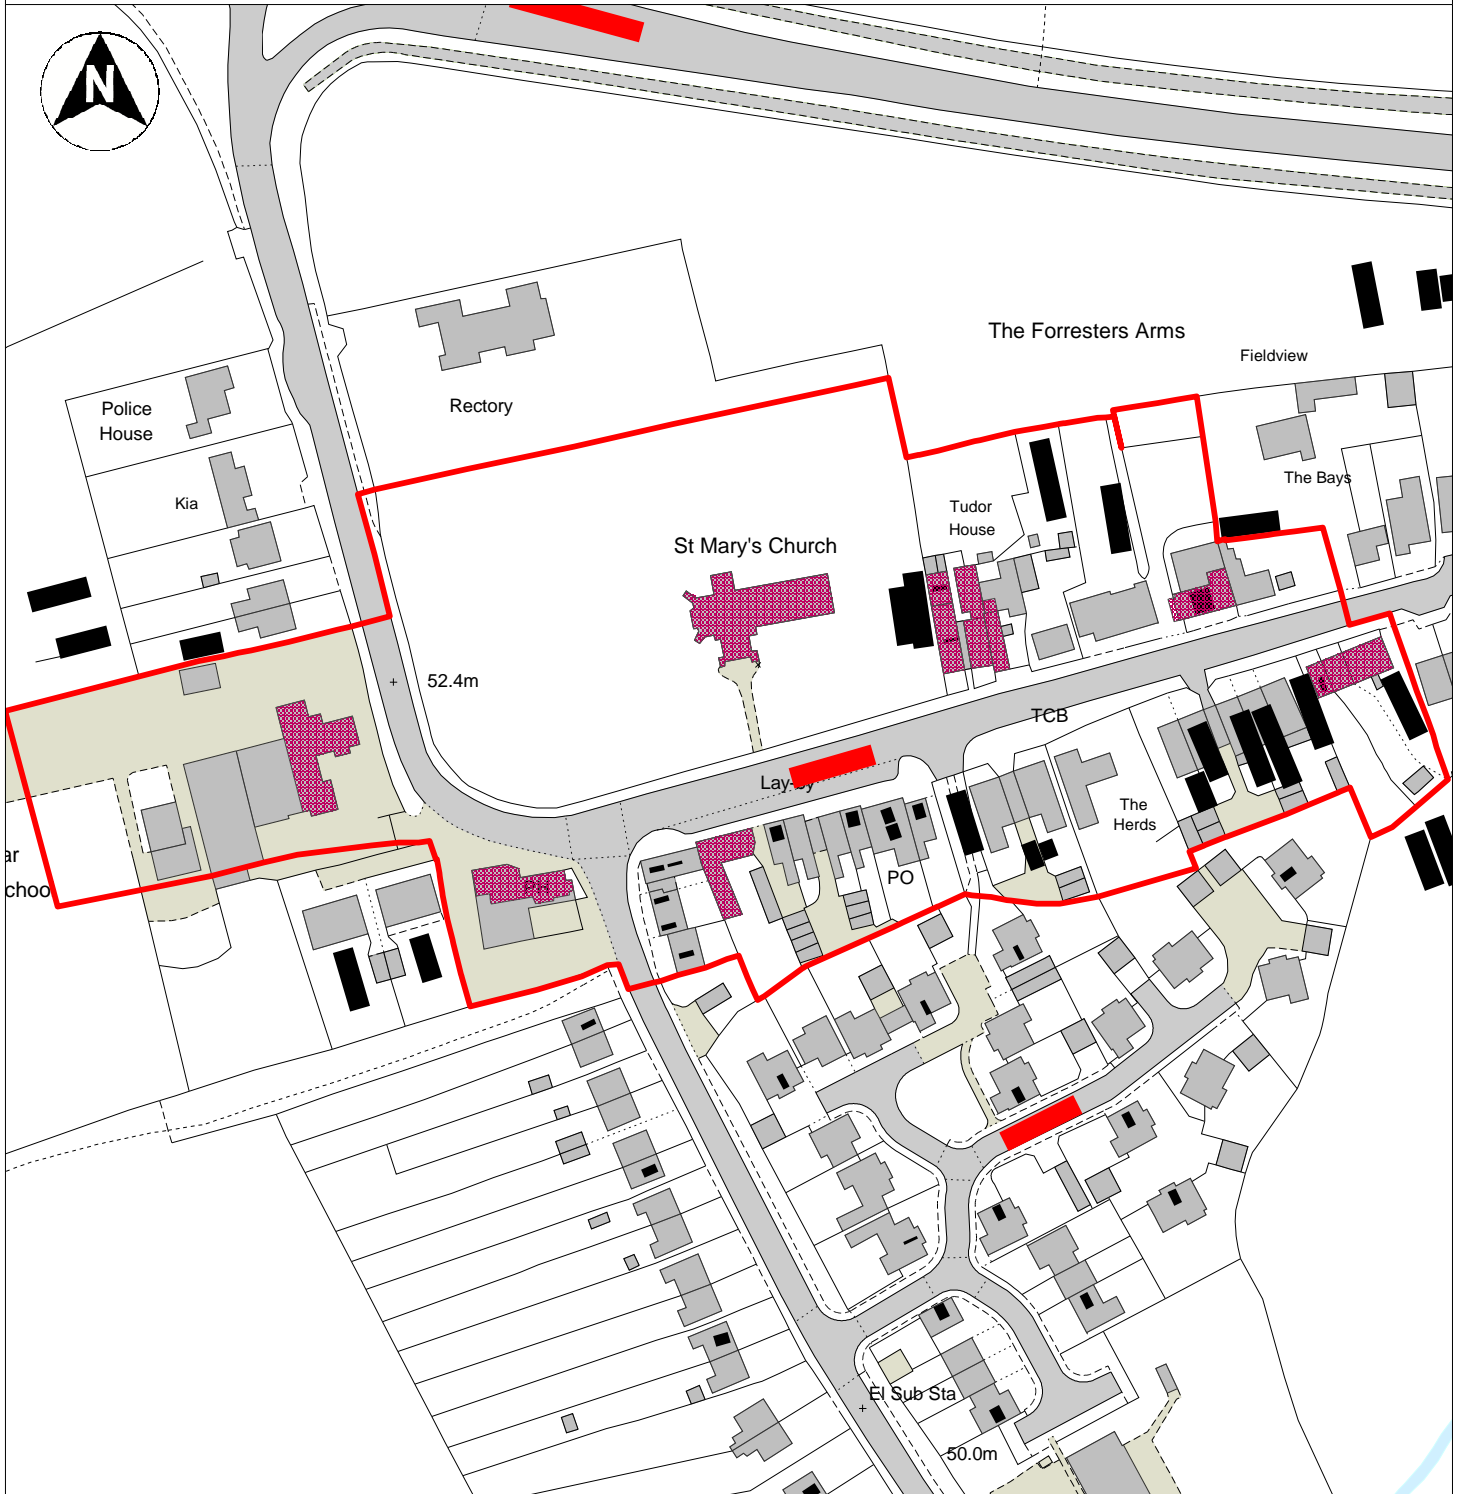 N
The Forresters Arms
Fieldview
Police
House
Rectory
The Bays
Kia
Tudor
House
St Mary's Church
52.4m
TCB
Lay-by
The
Herds
ar
choo
PH
PO
El Sub Sta
50.0m